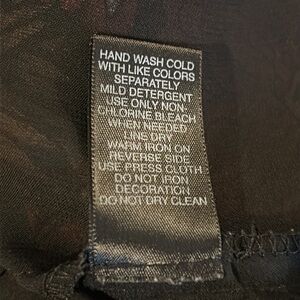 HAND WASH COLD
WITH LIKE COLORS
SEPARATELY
MILD DETERGENT
USE ONLY NON-
CHLORINE BLEACH
WHEN NEEDED
LINE DRY
WARM IRON ON
REVERSE SIDE
USE PRESS CLOTH
DO NOT IRON
DECORATION
DO NOT DRY CLEAN